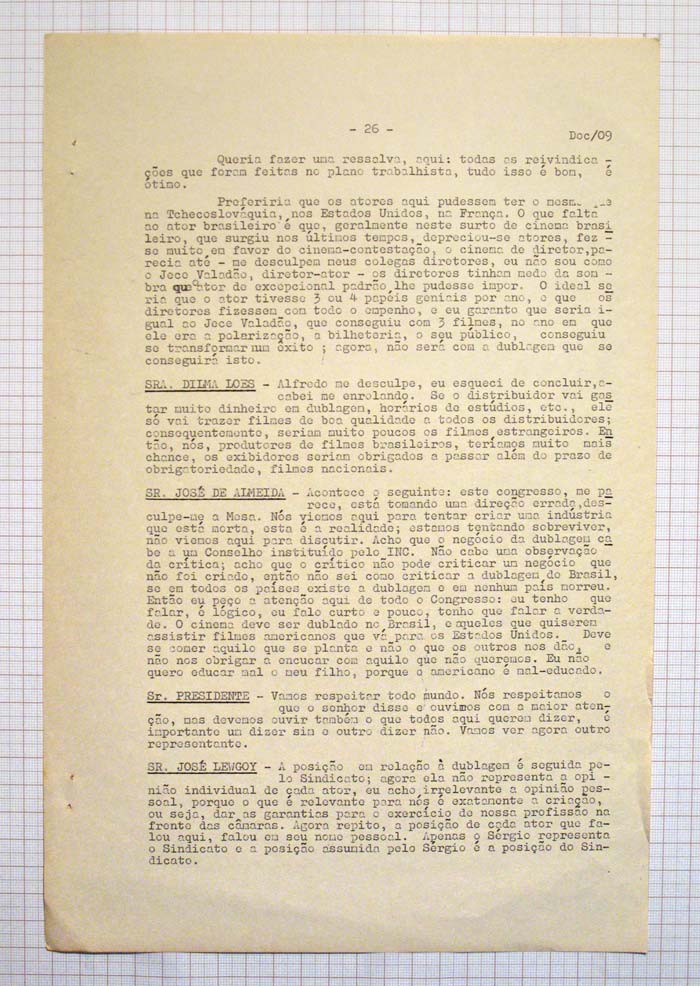 - 26 -
Doc/09
Queria fazer uma ressalva, aqui: todas as reivindica -
ções que foram feitas no plano trabalhista, tudo isso é bom, é
ótimo.
Preferiria que os atores aqui pudessem ter o mesmo
na Tchecoslováquia, nos Estados Unidos, na França. O que falta
ao ator brasileiro é que, geralmente neste surto de cinema brasi
leiro, que surgiu nos últimos tempos, depreciou-se atores, fez -
se muito em favor do cinema-contestação, o cinema de diretor,pa-
recia até - me desculpem meus colegas diretores, eu não sou como
o Jece Valadão, diretor-ator - os diretores tinham medo da som -
bra que o ator de excepcional padrão lhe pudesse impor. O ideal se
ria que o ator tivesse 3 ou 4 papéis geniais por ano, e que os
diretores fizessem com todo o empenho, e eu garanto que seria i-
gual ao Jece Valadão, que conseguiu com 3 filmes, no ano em que
ele era a polarização, a bilheteria, o seu público, conseguiu
se transformar num êxito ; agora, não será com a dublagem que se
conseguirá isto.
SRA. DILMA LOES - Alfredo me desculpe, eu esqueci de concluir,a-
cabei me enrolando. Se o distribuidor vai gas
tar muito dinheiro em dublagem, horários de estúdios, etc., ele
só vai trazer filmes de boa qualidade a todos os distribuidores;
consequentemente, seriam muito poucos os filmes estrangeiros. En
tão, nós, produtores de filmes brasileiros, teríamos muito mais
chance, os exibidores seriam obrigados a passar além do prazo de
obrigatoriedade, filmes nacionais.
SR. JOSÉ DE ALMEIDA - Acontece o seguinte: este congresso, me pa
rece, está tomando uma direção errada,des-
culpe-me a Mesa. Nós viemos aqui para tentar criar uma indústria
que está morta, esta é a realidade; estamos tentando sobreviver,
não viemos aqui para discutir. Acho que o negócio da dublagem ca
be a um Conselho instituído pelo INC. Não cabe uma observação
da crítica; acho que o crítico não pode criticar um negócio que
não foi criado, então não sei como criticar a dublagem do Brasil,
se em todos os países existe a dublagem e em nenhum país morreu.
Então eu peço a atenção aqui de todo o Congresso: eu tenho que
falar, é lógico, eu falo curto e pouco, tenho que falar a verda-
de. O cinema deve ser dublado no Brasil, e aqueles que quiserem
assistir filmes americanos que vá para os Estados Unidos. Deve
se comer aquilo que se planta e não o que os outros nos dão, e
não nos obrigar a encucar com aquilo que não queremos. Eu não
quero educar mal o meu filho, porque o americano é mal-educado.
Sr. PRESIDENTE - Vamos respeitar todo mundo. Nós respeitamos o
que o senhor disse e ouvimos com a maior aten-
ção, mas devemos ouvir também o que todos aqui querem dizer, é
importante um dizer sim e outro dizer não. Vamos ver agora outro
representante.
SR. JOSÉ LEWGOY - A posição em relação à dublagem é seguida pe-
lo Sindicato; agora ela não representa a opi -
nião individual de cada ator, eu acho irrelevante a opinião pes-
soal, porque o que é relevante para nós é exatamente a criação,
ou seja, dar as garantias para o exercício de nossa profissão na
frente das câmaras. Agora repito, a posição de cada ator que fa-
lou aqui, falou em seu nome pessoal. Apenas o Sérgio representa
o Sindicato e a posição assumida pelo Sérgio é a posição do Sin-
dicato.